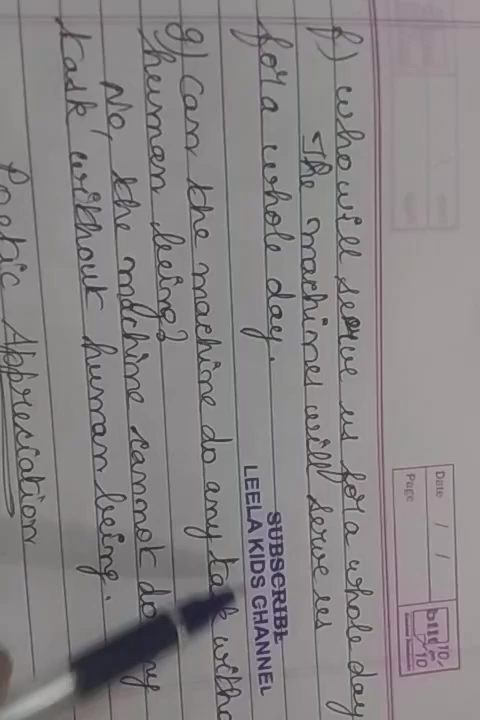 Date / /
Page
f) who will serve us for a whole day
The machines will serve us
for a whole day.
g) Can the machine do any task witho
human being?
No, the machine cannot do
task without human being.
Poetic Appreciation
SUBSCRIBE
LEELA KIDS CHANNEL